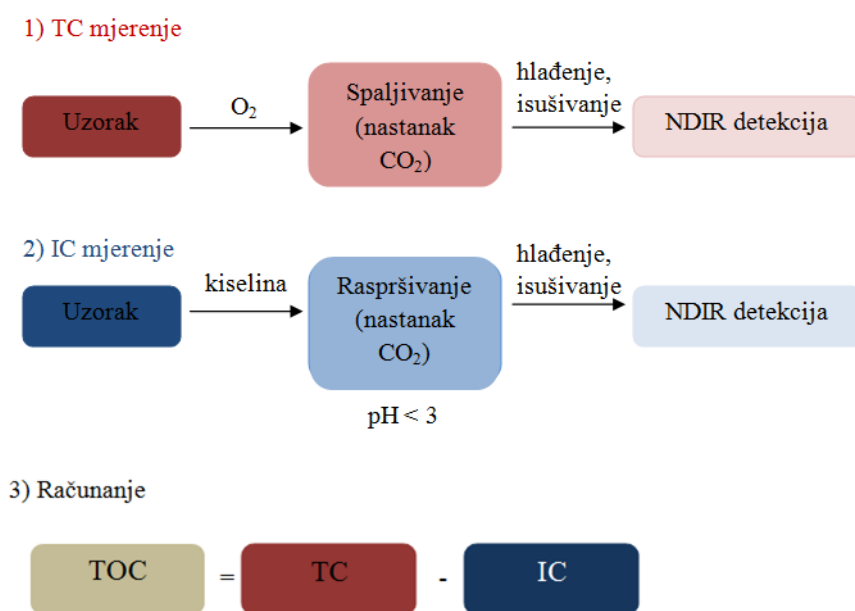 1) TC mjerenje
Uzorak
O₂
Spaljivanje
(nastanak
CO₂)
hlađenje,
isušivanje
NDIR detekcija
2) IC mjerenje
Uzorak
kiselina
Raspršivanje
(nastanak
CO₂)
hlađenje,
isušivanje
NDIR detekcija
pH < 3
3) Računanje
TOC = TC - IC